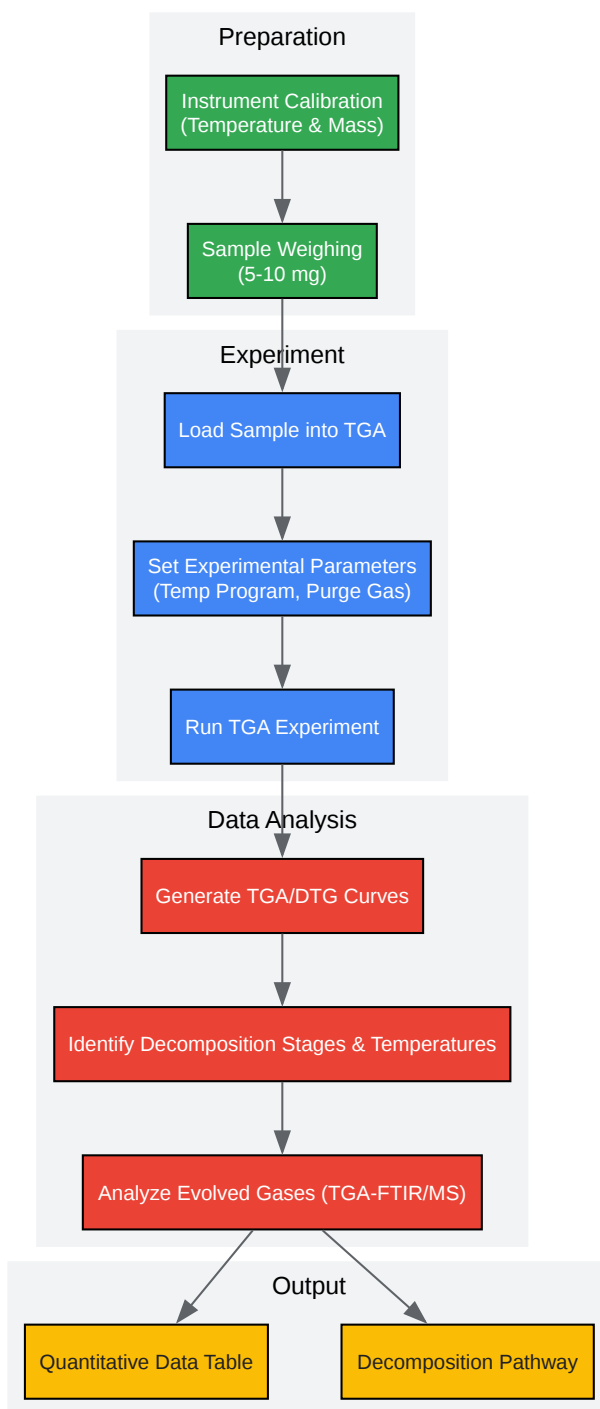 Preparation
Instrument Calibration
(Temperature & Mass)
Sample Weighing
(5-10 mg)
Experiment
Load Sample into TGA
Set Experimental Parameters
(Temp Program, Purge Gas)
Run TGA Experiment
Data Analysis
Generate TGA/DTG Curves
Identify Decomposition Stages & Temperatures
Analyze Evolved Gases (TGA-FTIR/MS)
Output
Quantitative Data Table
Decomposition Pathway